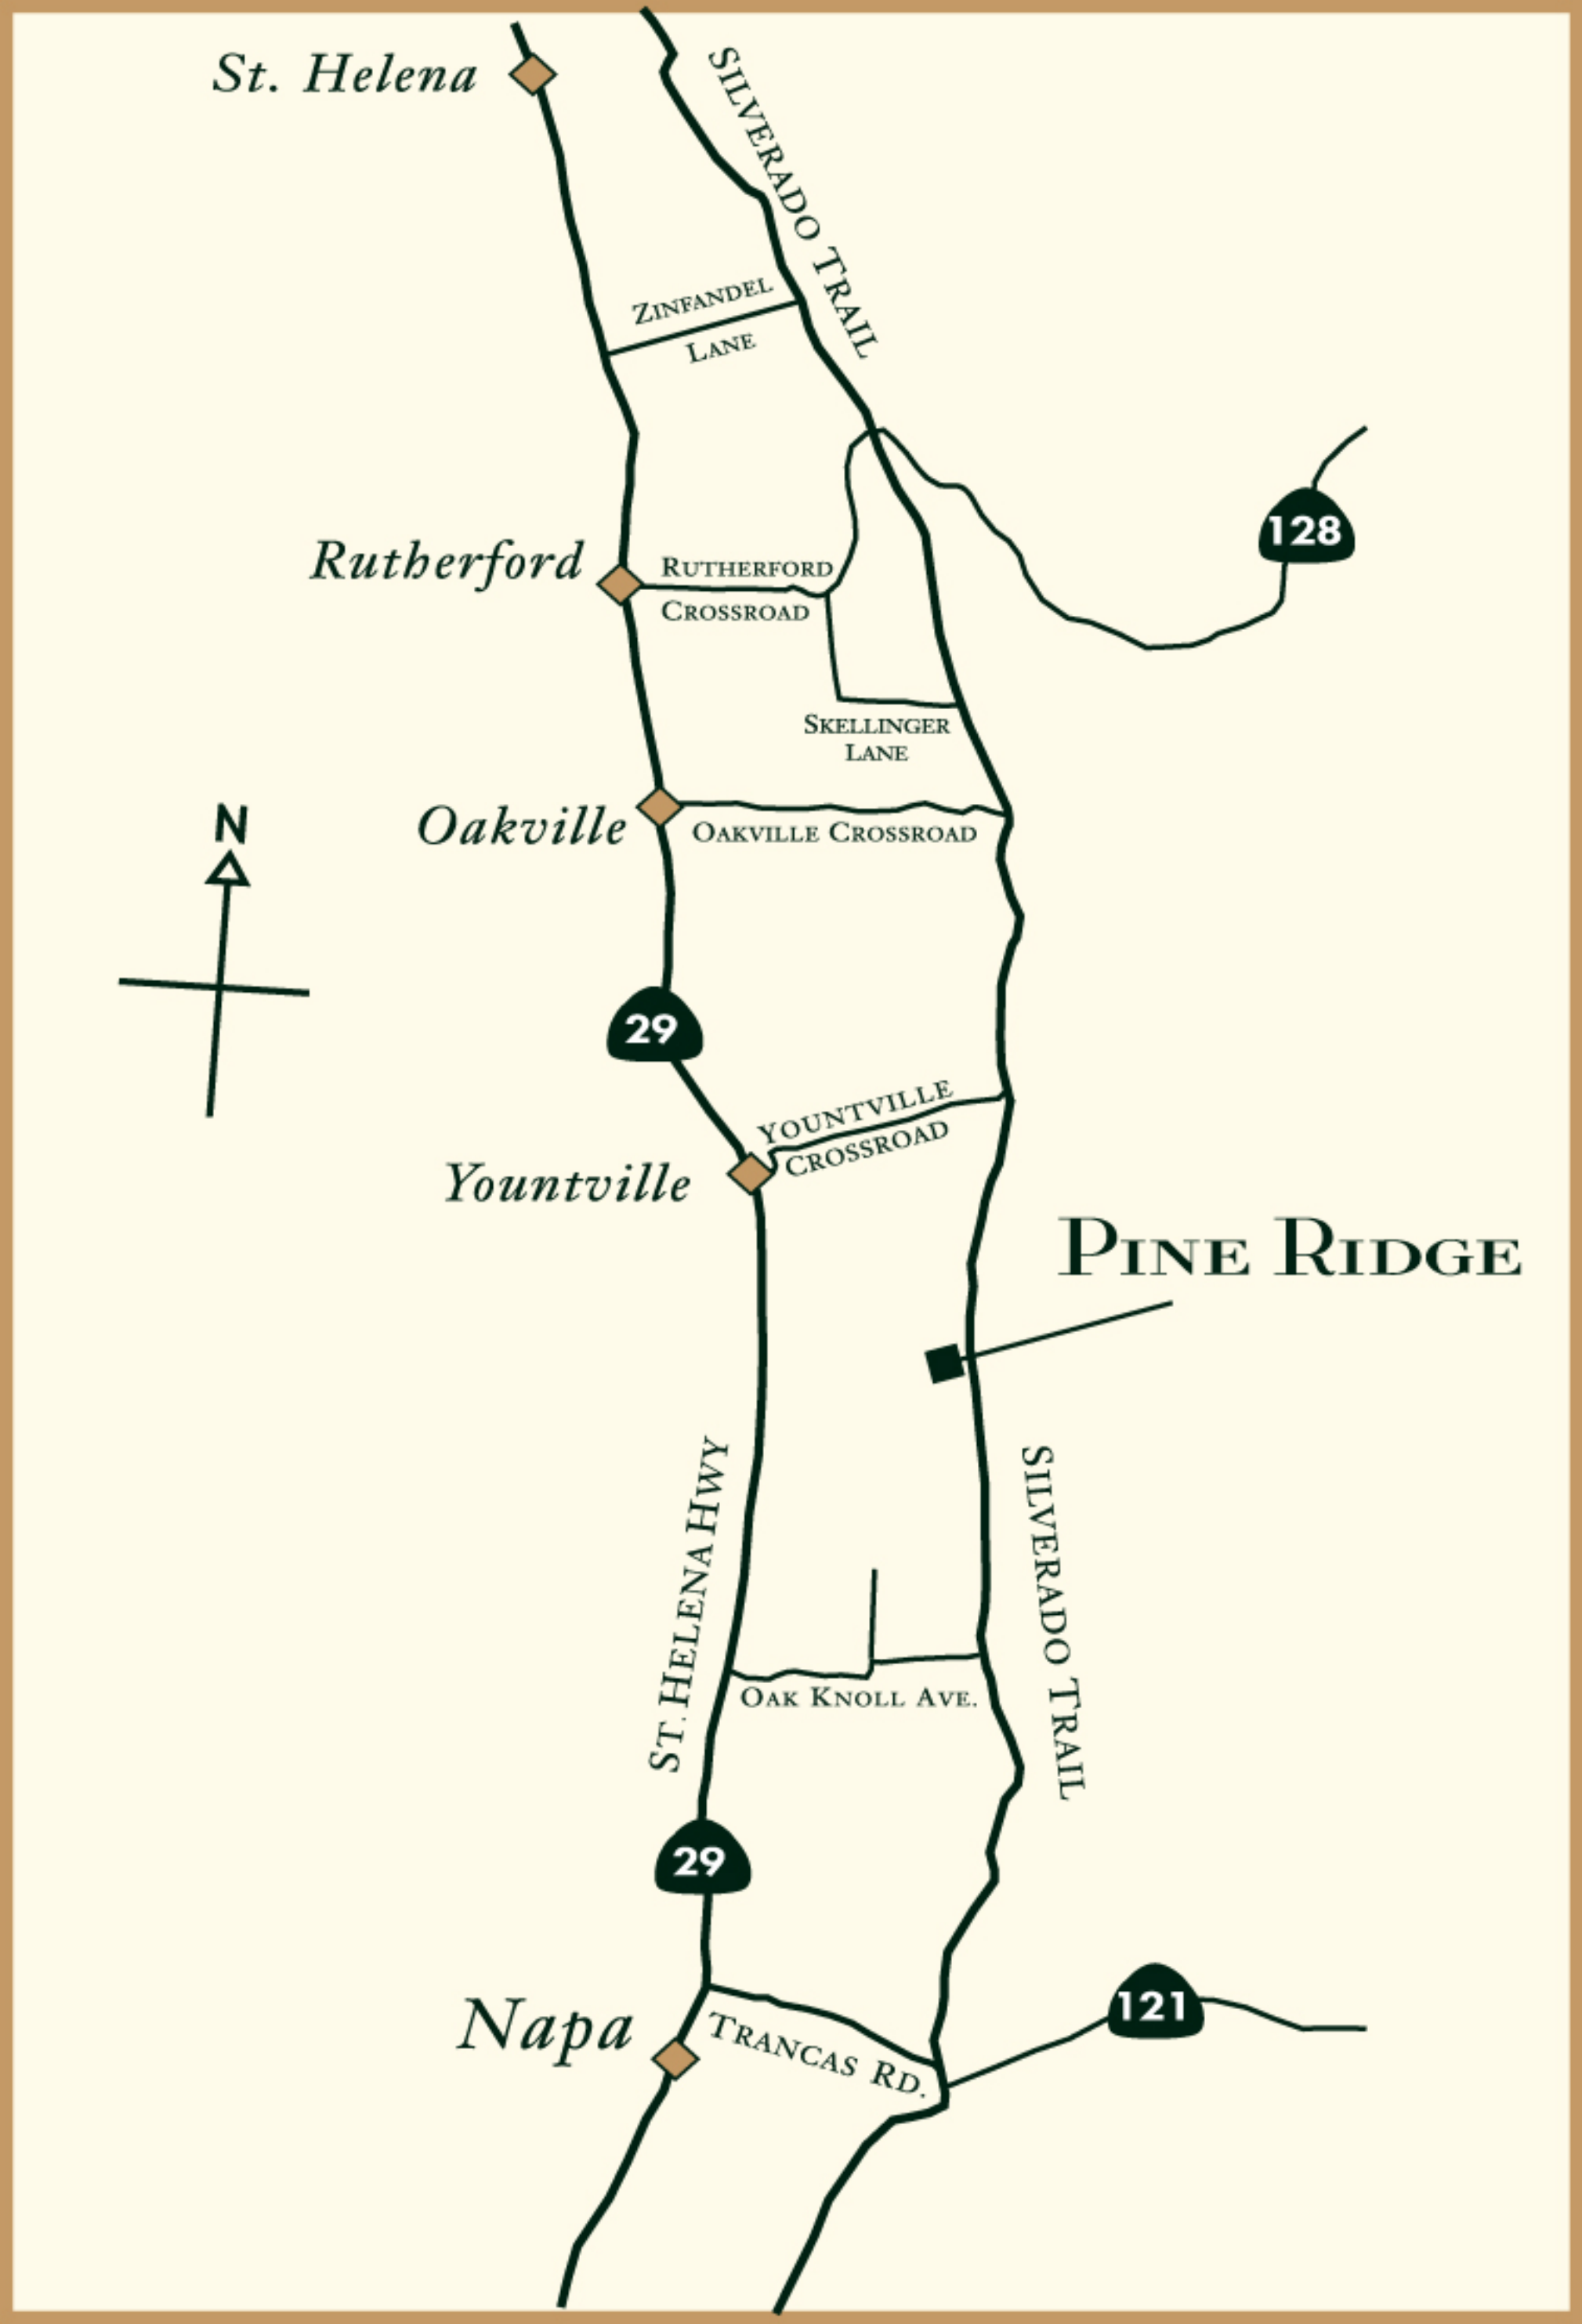 St. Helena
Silverado Trail
Zinfandel
Lane
128
Rutherford
Rutherford
Crossroad
Skellinger
Lane
N
Oakville
Oakville Crossroad
29
Yountville
Crossroad
Yountville
Pine Ridge
St. Helena Hwy
Silverado Trail
Oak Knoll Ave.
29
121
Napa
Trancas Rd.